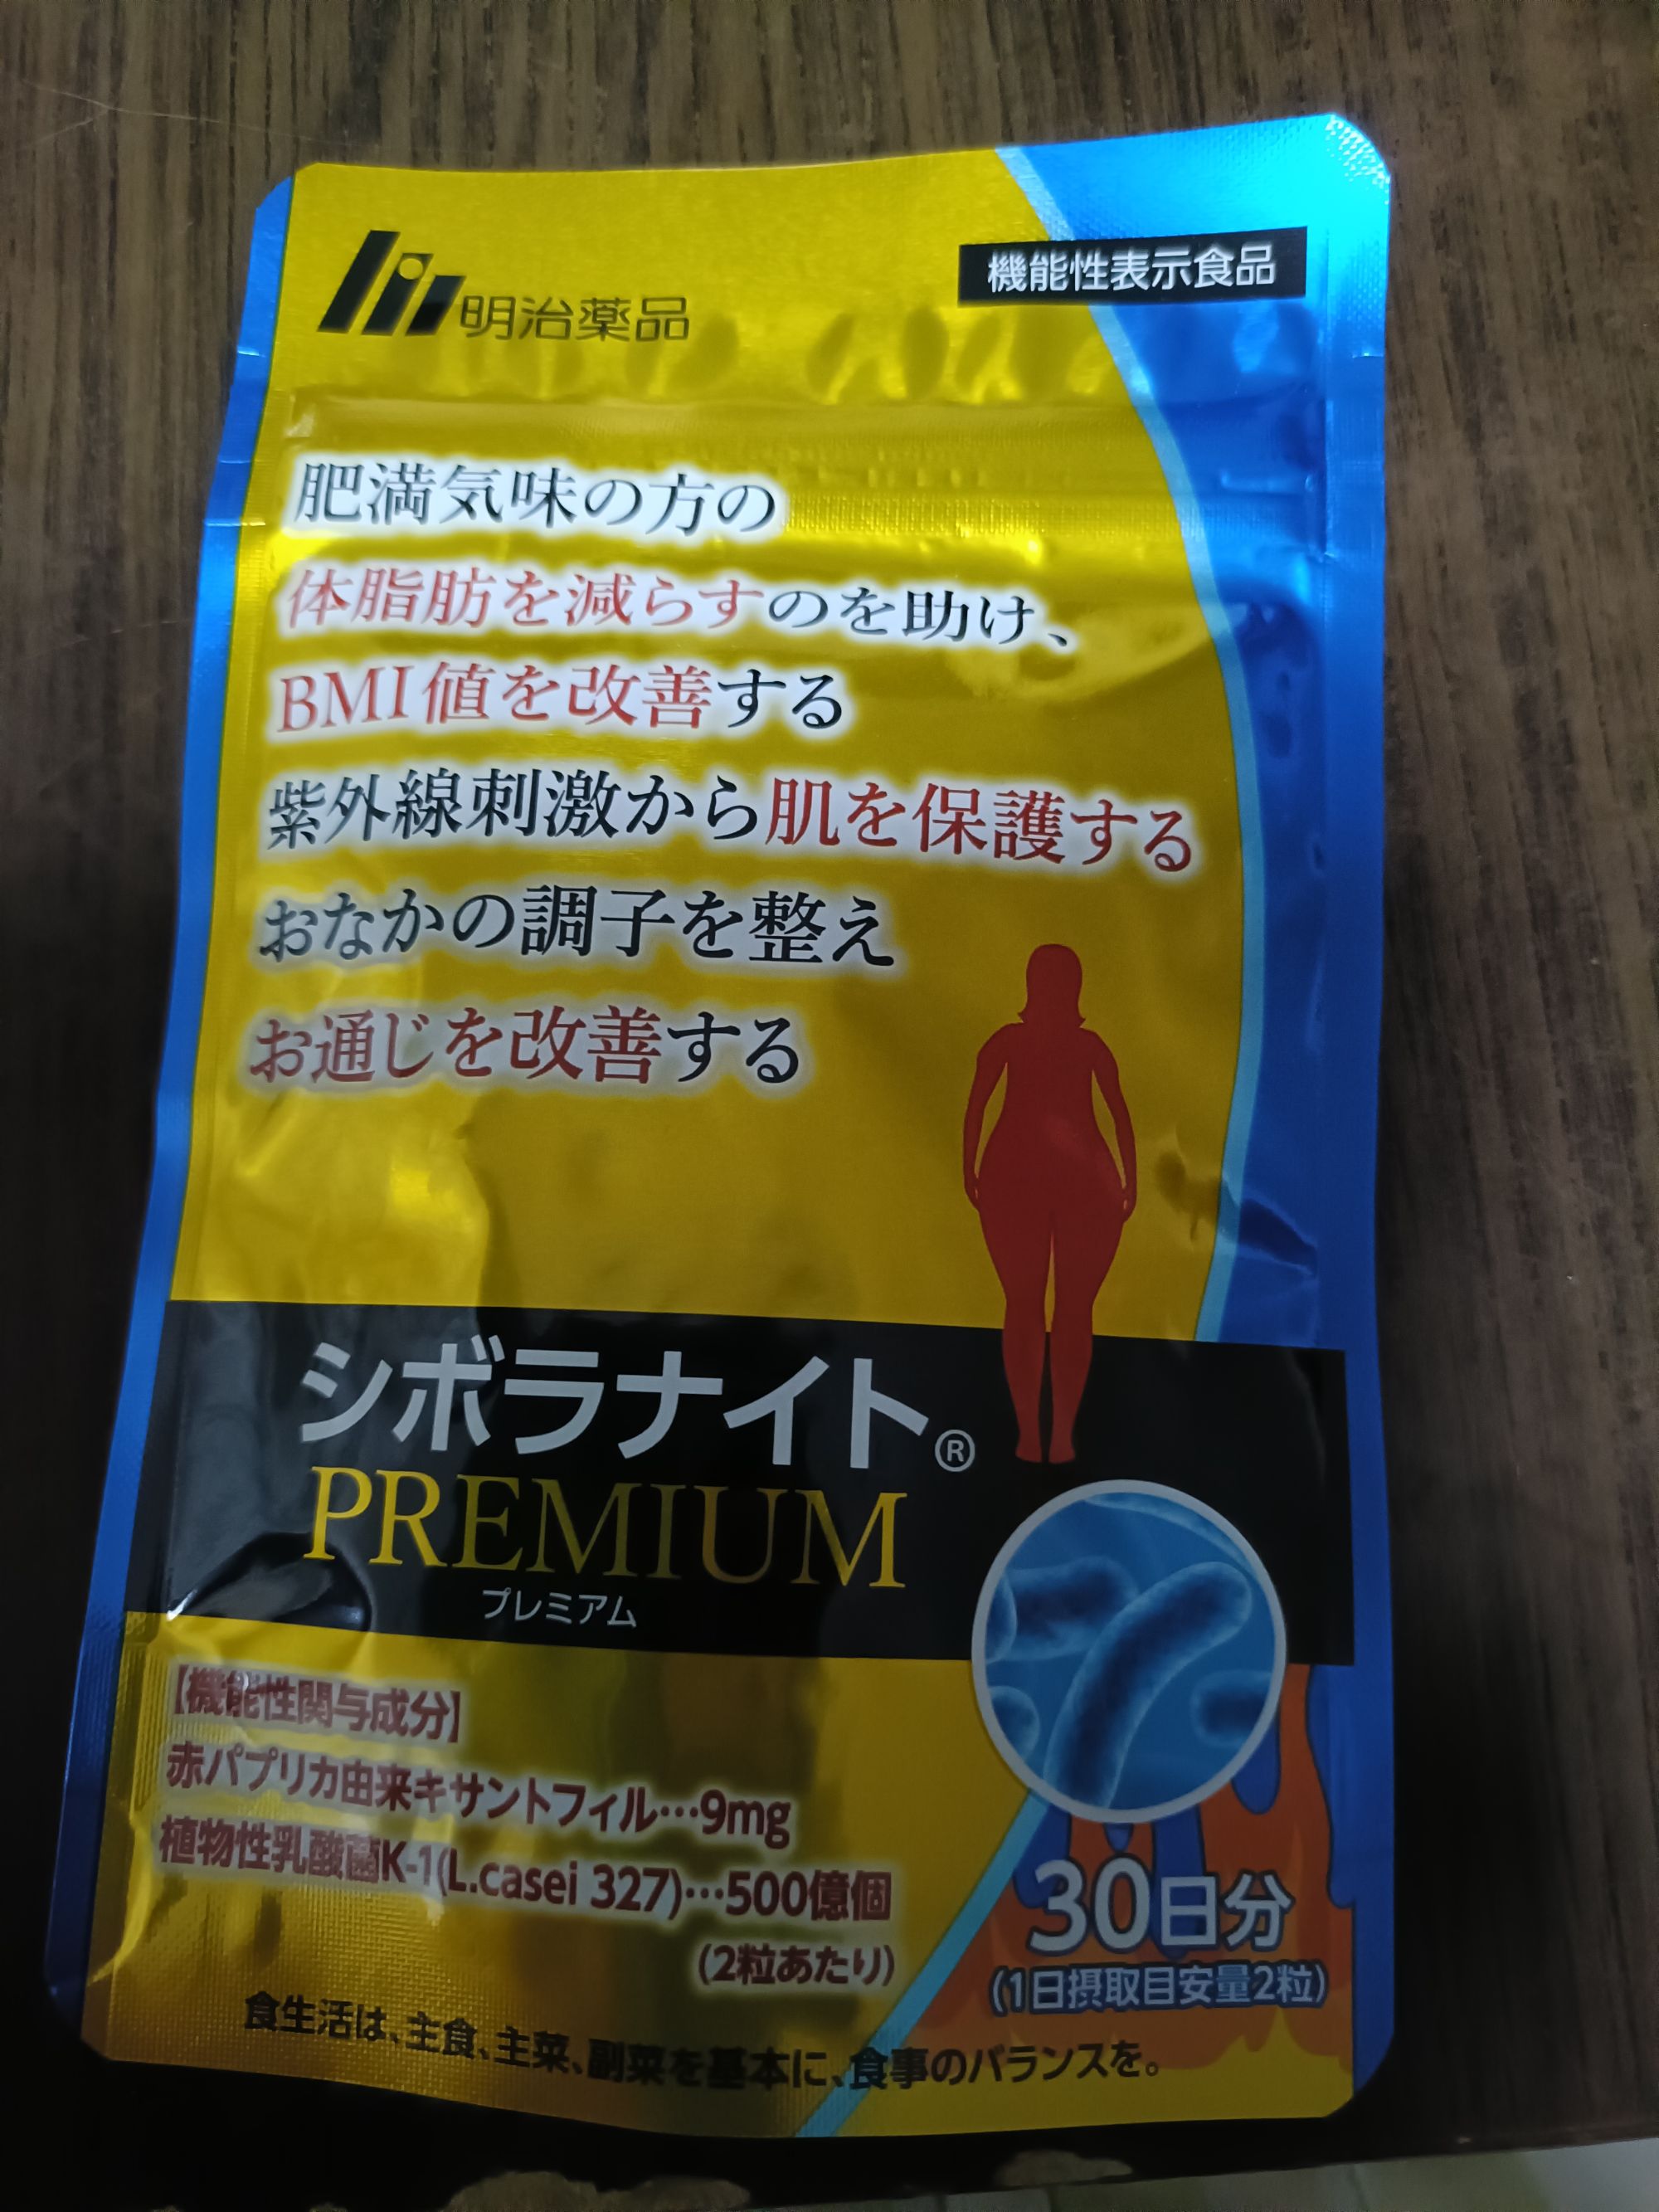 明治薬品
機能性表示食品
肥満気味の方の
体脂肪を減らすのを助け、
BMI値を改善する
紫外線刺激から肌を保護する
おなかの調子を整え
お通じを改善する
シボラナイト®
PREMIUM
プレミアム
【機能性関与成分】
赤パプリカ由来キサントフィル…9mg
植物性乳酸菌K-1(L.casei 327)…500億個
(2粒あたり)
30日分
(1日摂取目安量2粒)
食生活は、主食、主菜、副菜を基本に、食事のバランスを。